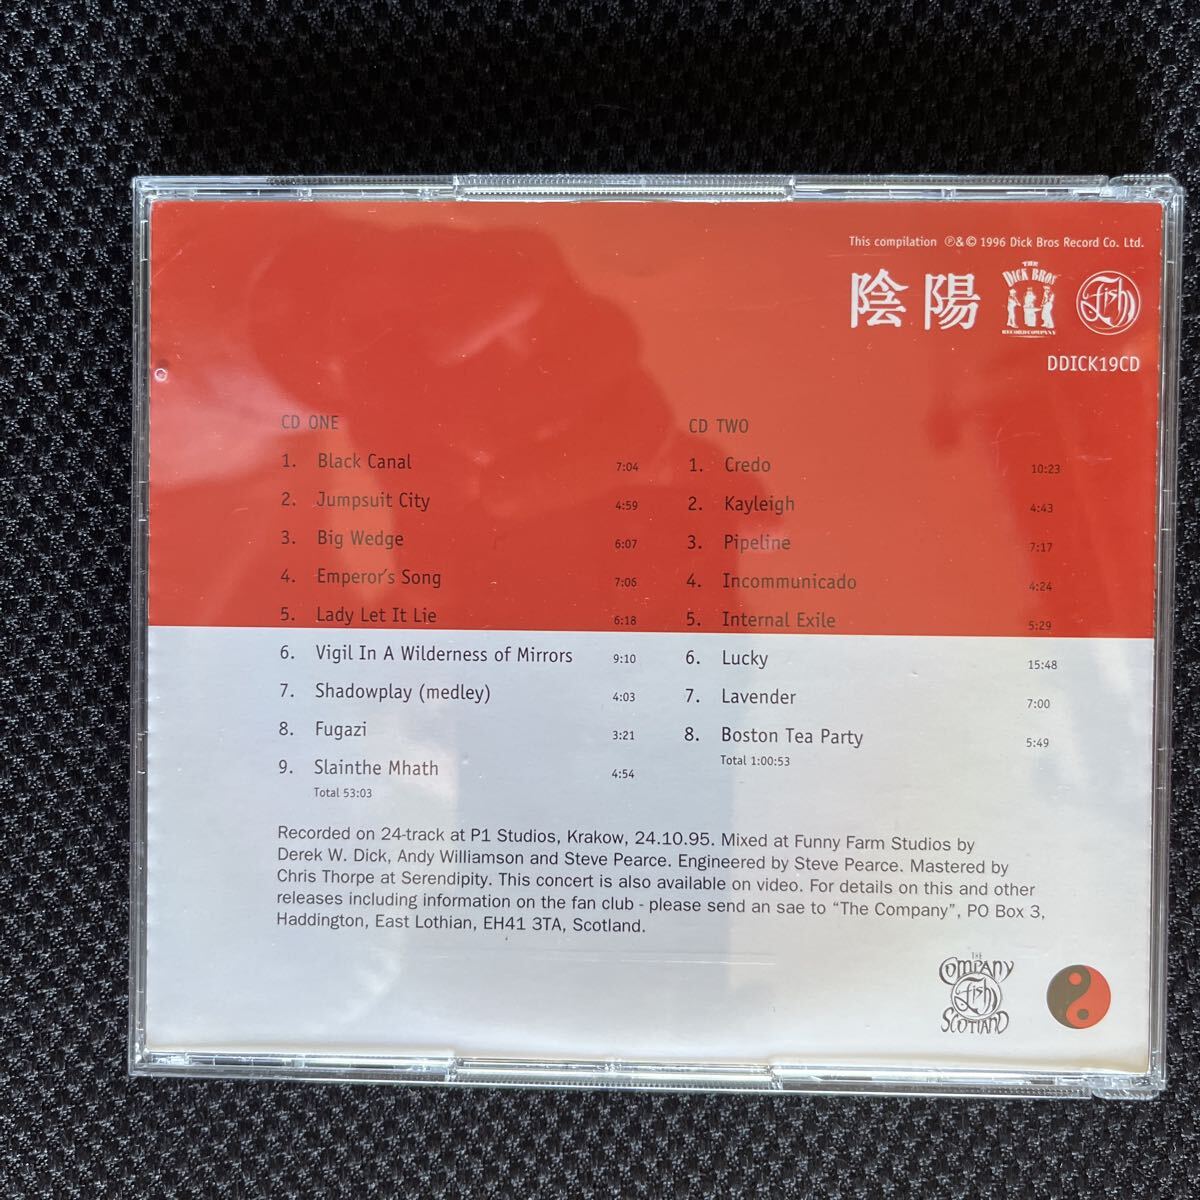 This compilation ℗&© 1996 Dick Bros Record Co. Ltd.
陰陽
THE
DICK BROS
RECORD COMPANY
Fish
DDICK19CD
CD ONE
1. Black Canal 7:04
2. Jumpsuit City 4:59
3. Big Wedge 6:07
4. Emperor's Song 7:06
5. Lady Let It Lie 6:18
6. Vigil In A Wilderness of Mirrors 9:10
7. Shadowplay (medley) 4:03
8. Fugazi 3:21
9. Slainthe Mhath 4:54
Total 53:03
CD TWO
1. Credo 10:23
2. Kayleigh 4:43
3. Pipeline 7:17
4. Incommunicado 4:24
5. Internal Exile 5:29
6. Lucky 15:48
7. Lavender 7:00
8. Boston Tea Party 5:49
Total 1:00:53
Recorded on 24-track at P1 Studios, Krakow, 24.10.95. Mixed at Funny Farm Studios by
Derek W. Dick, Andy Williamson and Steve Pearce. Engineered by Steve Pearce. Mastered by
Chris Thorpe at Serendipity. This concert is also available on video. For details on this and other
releases including information on the fan club - please send an sae to “The Company”, PO Box 3,
Haddington, East Lothian, EH41 3TA, Scotland.
THE
COMPANY
Fish
SCOTLAND